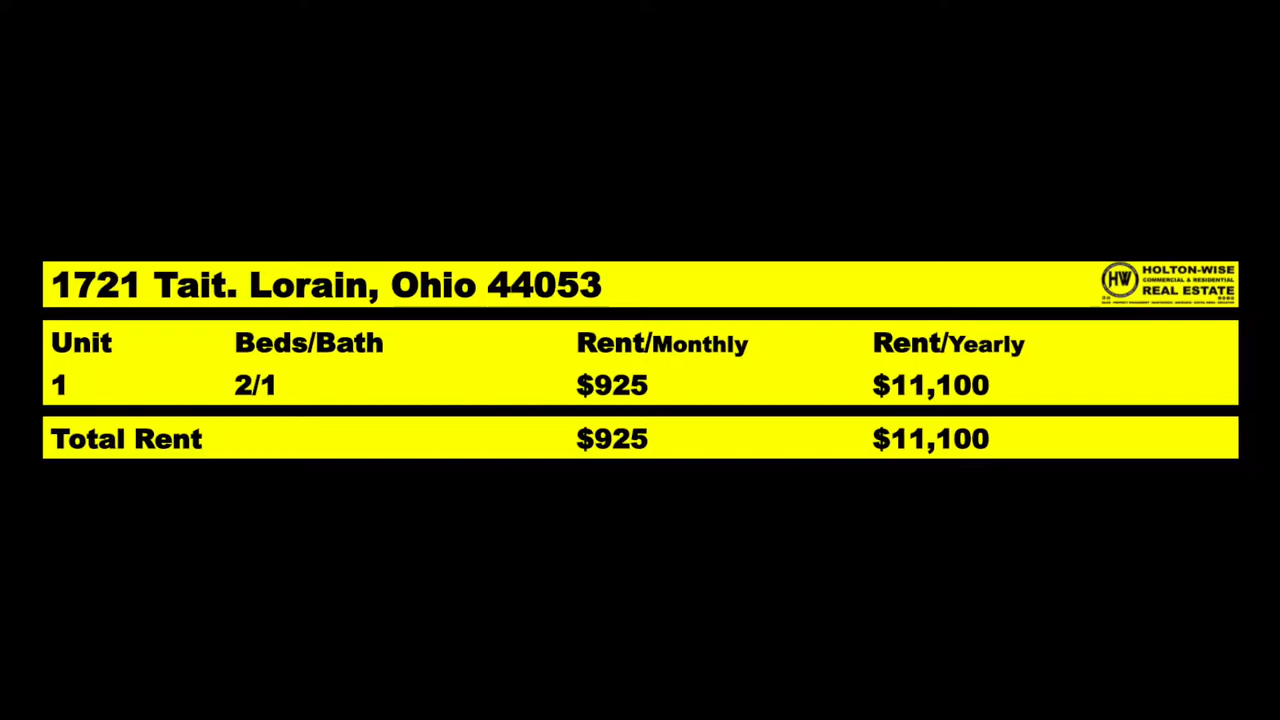 1721 Tait. Lorain, Ohio 44053
HOLTON-WISE
COMMERCIAL & RESIDENTIAL
REAL ESTATE
Unit Beds/Bath Rent/Monthly Rent/Yearly
1 2/1 $925 $11,100
Total Rent $925 $11,100